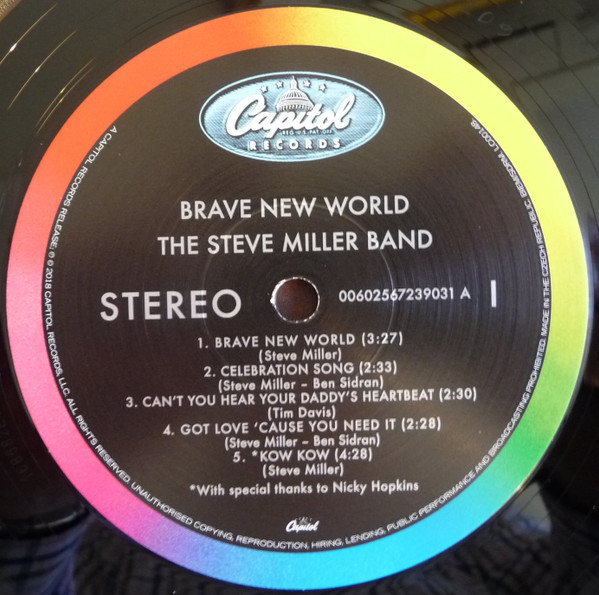 Capitol
REG. U.S. PAT. OFF.
RECORDS
BRAVE NEW WORLD
THE STEVE MILLER BAND
STEREO
00602567239031 A
1. BRAVE NEW WORLD (3:27)
(Steve Miller)
2. CELEBRATION SONG (2:33)
(Steve Miller – Ben Sidran)
3. CAN'T YOU HEAR YOUR DADDY'S HEARTBEAT (2:30)
(Tim Davis)
4. GOT LOVE 'CAUSE YOU NEED IT (2:28)
(Steve Miller – Ben Sidran)
5. *KOW KOW (4:28)
(Steve Miller)
*With special thanks to Nicky Hopkins
Capitol
A CAPITOL RECORDS RELEASE; ℗ © 2018 CAPITOL RECORDS, LLC. ALL RIGHTS RESERVED. UNAUTHORISED COPYING, REPRODUCTION, HIRING, LENDING, PUBLIC PERFORMANCE AND BROADCASTING PROHIBITED. MADE IN THE CZECH REPUBLIC. BIEM/SDRM. LC00148.